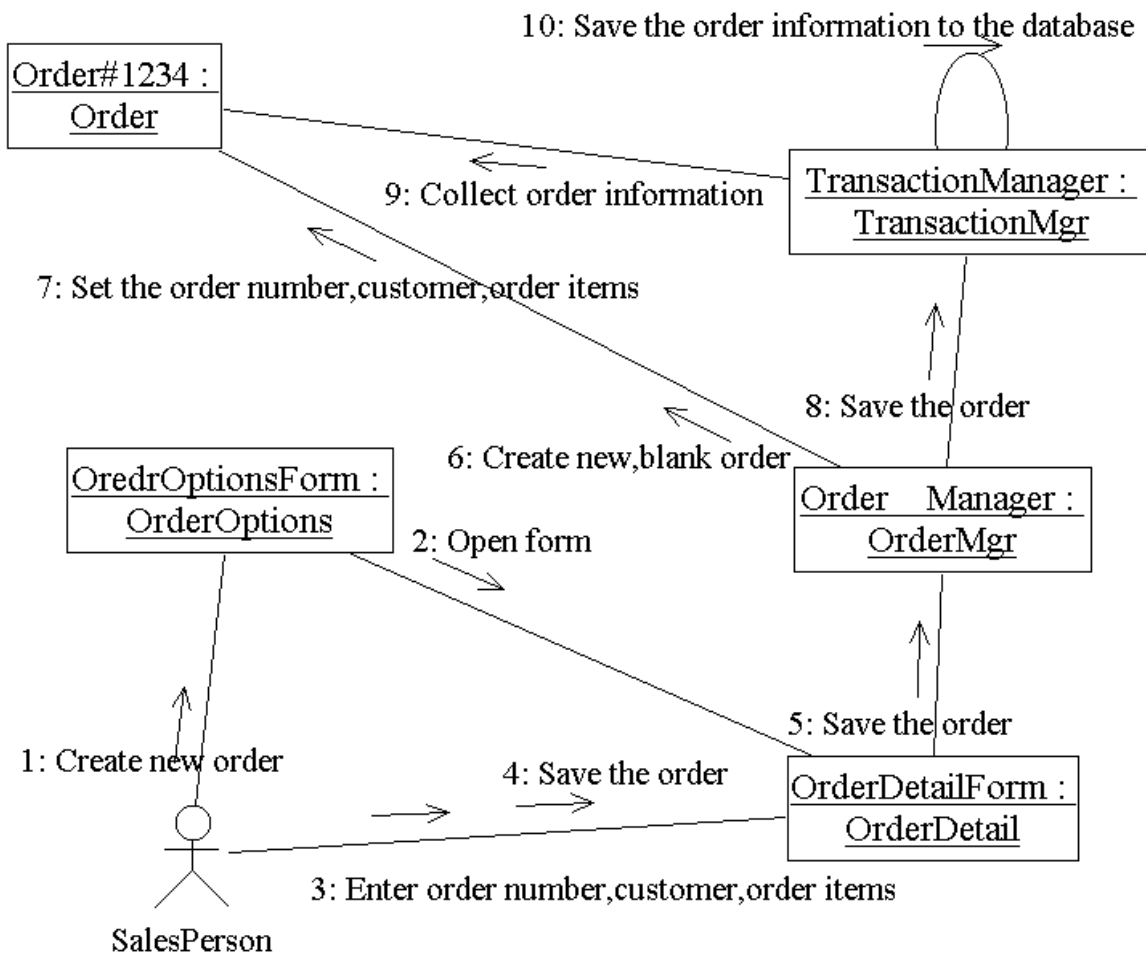 10: Save the order information to the database
Order#1234 :
Order
TransactionManager :
TransactionMgr
9: Collect order information
7: Set the order number,customer,order items
8: Save the order
6: Create new,blank order
OredrOptionsForm :
OrderOptions
Order Manager :
OrderMgr
2: Open form
5: Save the order
1: Create new order
4: Save the order
OrderDetailForm :
OrderDetail
3: Enter order number,customer,order items
SalesPerson